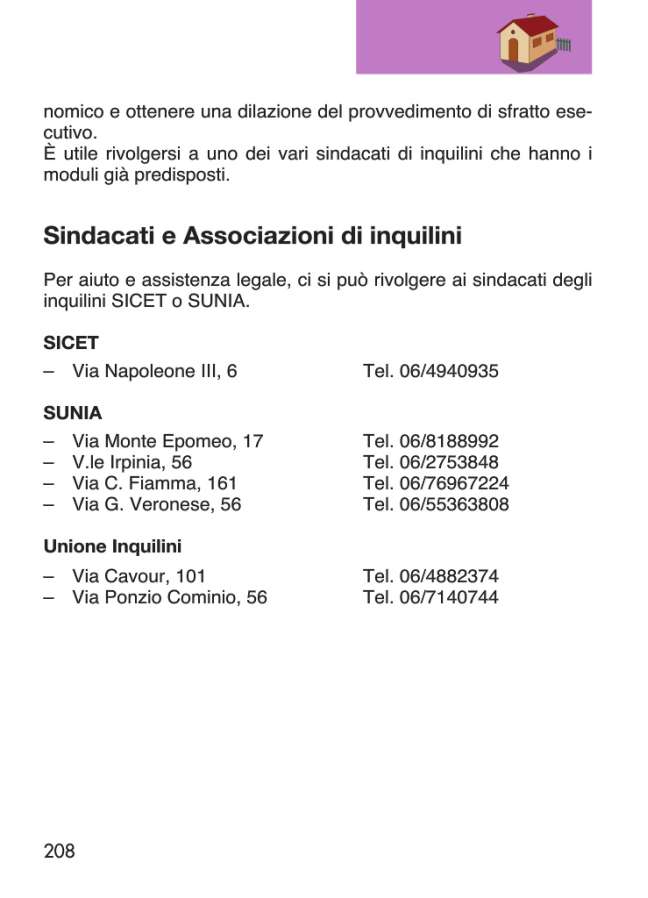 nomico e ottenere una dilazione del provvedimento di sfratto ese-
cutivo.
È utile rivolgersi a uno dei vari sindacati di inquilini che hanno i
moduli già predisposti.
Sindacati e Associazioni di inquilini
Per aiuto e assistenza legale, ci si può rivolgere ai sindacati degli
inquilini SICET o SUNIA.
SICET
– Via Napoleone III, 6 Tel. 06/4940935
SUNIA
– Via Monte Epomeo, 17 Tel. 06/8188992
– V.le Irpinia, 56 Tel. 06/2753848
– Via C. Fiamma, 161 Tel. 06/76967224
– Via G. Veronese, 56 Tel. 06/55363808
Unione Inquilini
– Via Cavour, 101 Tel. 06/4882374
– Via Ponzio Cominio, 56 Tel. 06/7140744
208